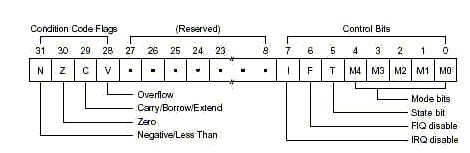 Condition Code Flags (Reserved) Control Bits
31 30 29 28 27 26 25 24 23 8 7 6 5 4 3 2 1 0
N Z C V I F T M4 M3 M2 M1 M0
Overflow Mode bits
Carry/Borrow/Extend State bit
Zero FIQ disable
Negative/Less Than IRQ disable